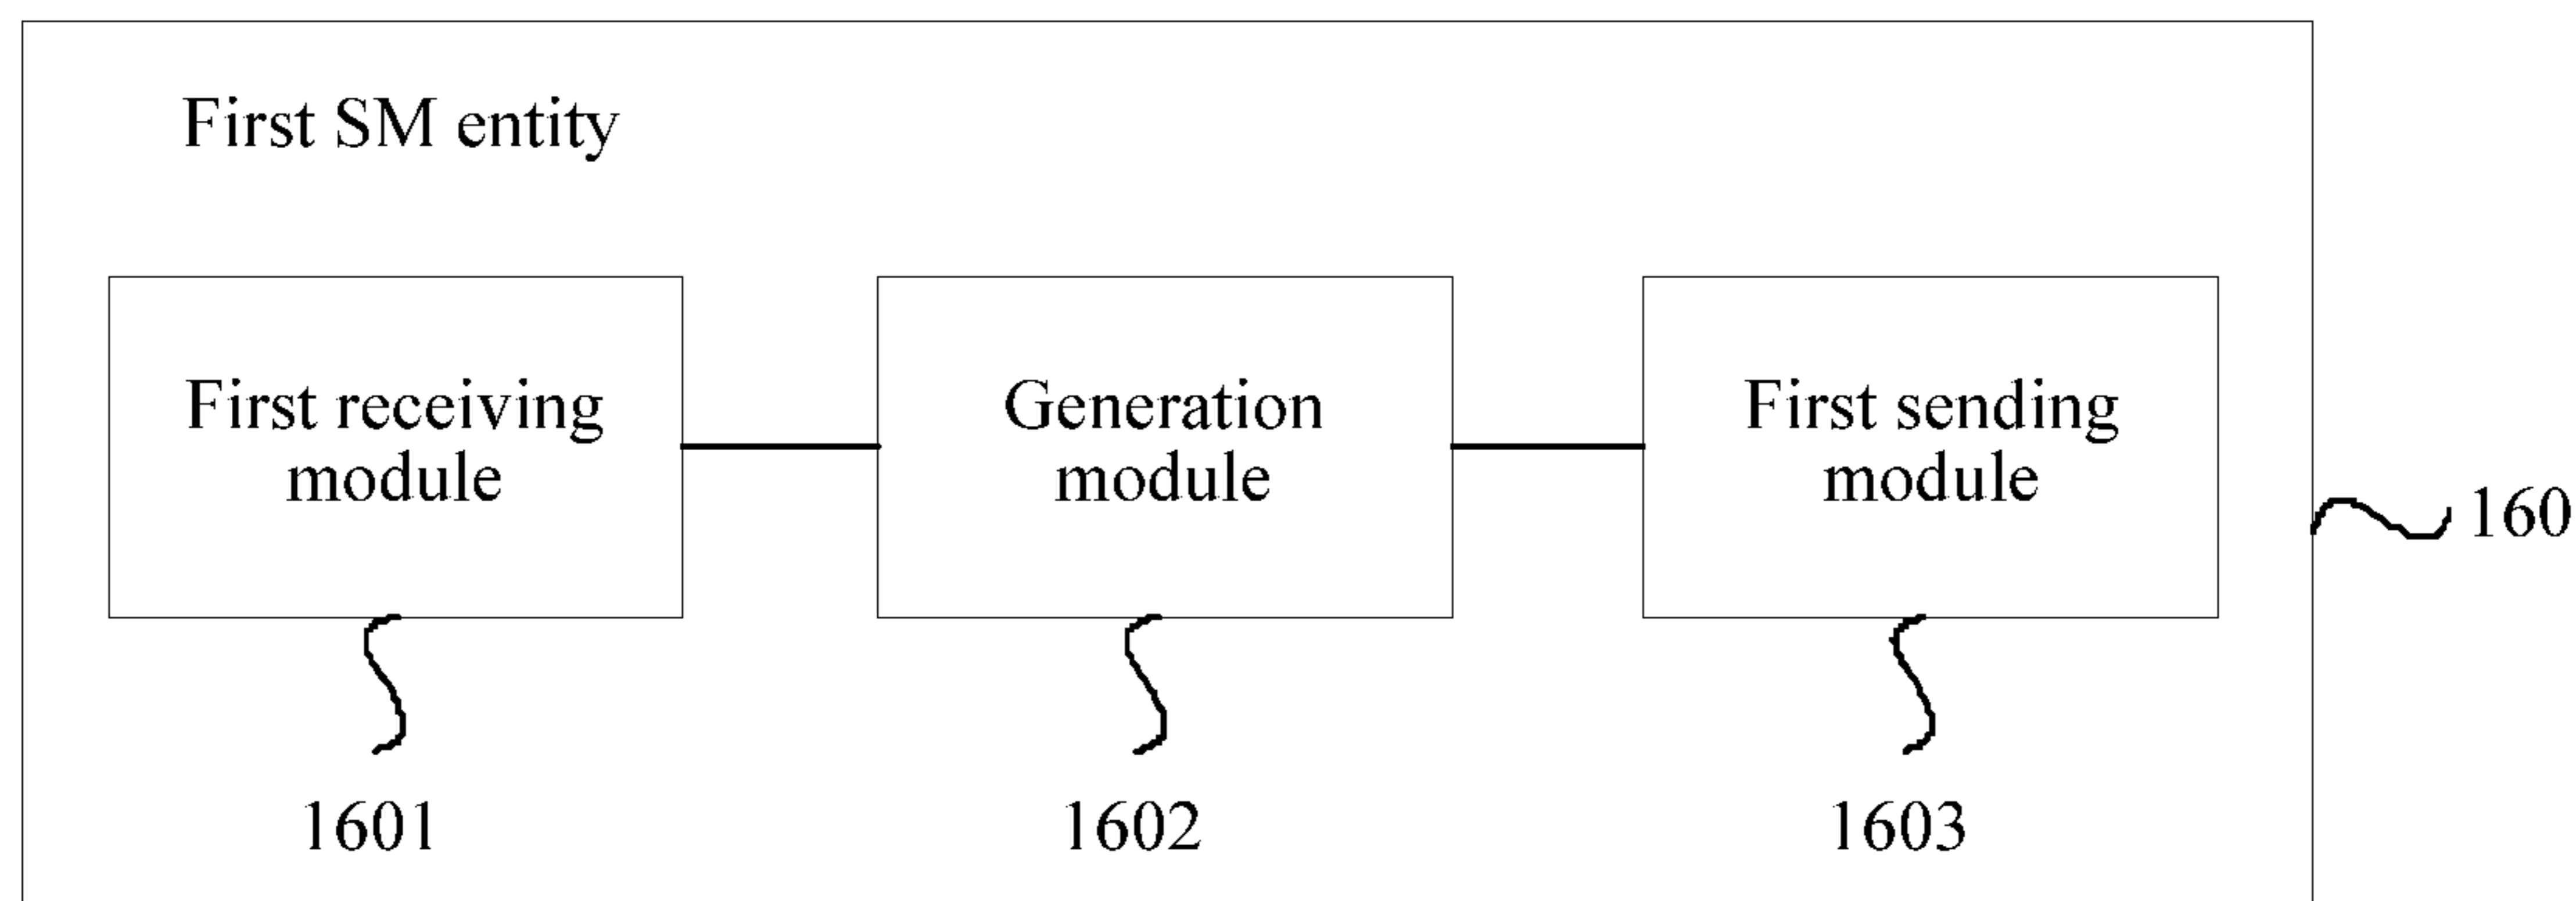 First SM entity
First receiving
module
Generation
module
First sending
module
160
1601
1602
1603